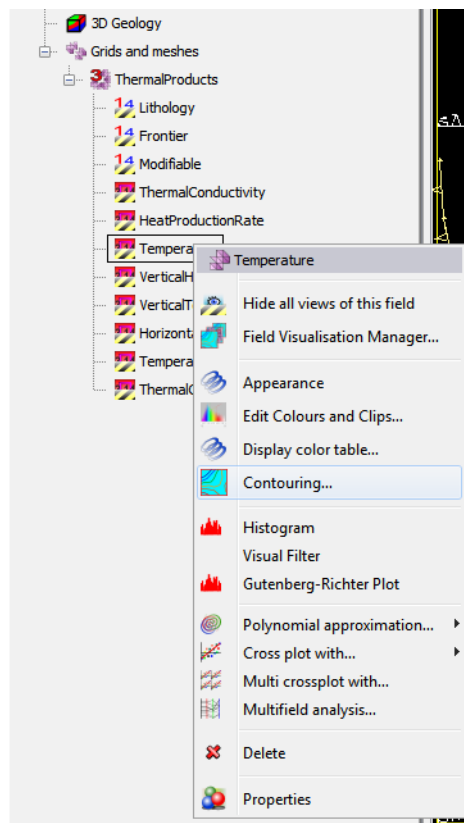 3D Geology
Grids and meshes
ThermalProducts
Lithology
Frontier
Modifiable
ThermalConductivity
HeatProductionRate
Tempera
VerticalH
VerticalT
Horizont
Tempera
ThermalC
Temperature
Hide all views of this field
Field Visualisation Manager...
Appearance
Edit Colours and Clips...
Display color table...
Contouring...
Histogram
Visual Filter
Gutenberg-Richter Plot
Polynomial approximation...
Cross plot with...
Multi crossplot with...
Multifield analysis...
Delete
Properties